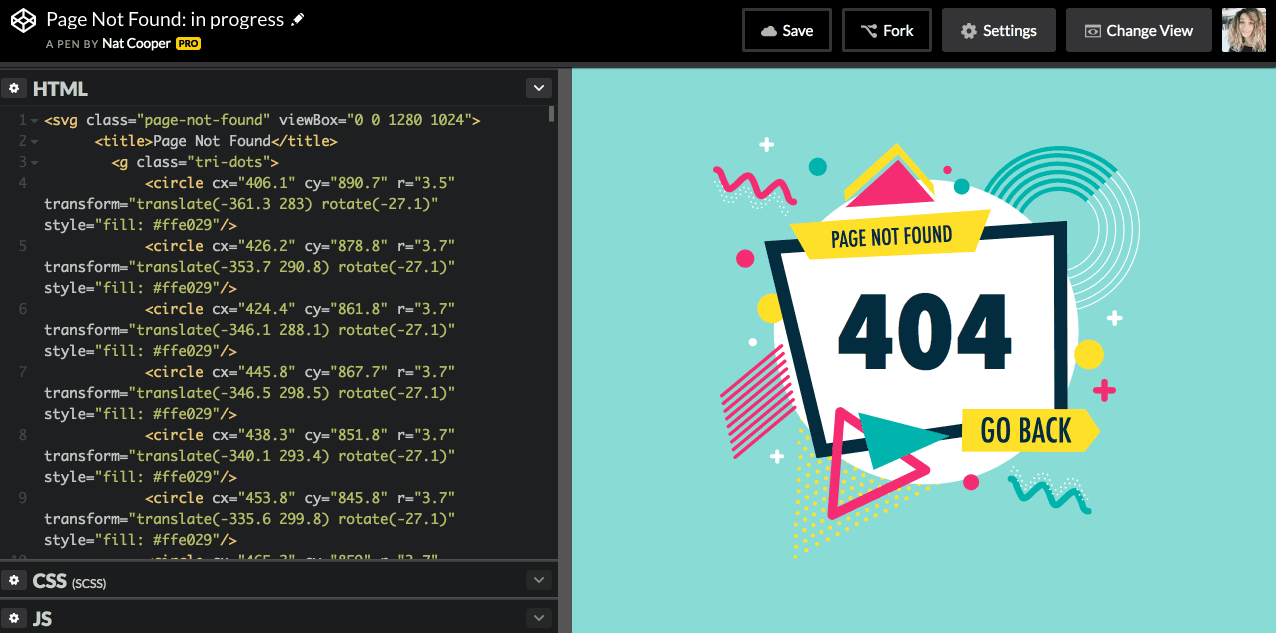 Page Not Found: in progress
A PEN BY Nat Cooper PRO
Save
Fork
Settings
Change View
HTML
1 <svg class="page-not-found" viewBox="0 0 1280 1024">
2 <title>Page Not Found</title>
3 <g class="tri-dots">
4 <circle cx="406.1" cy="890.7" r="3.5"
transform="translate(-361.3 283) rotate(-27.1)"
style="fill: #ffe029"/>
5 <circle cx="426.2" cy="878.8" r="3.7"
transform="translate(-353.7 290.8) rotate(-27.1)"
style="fill: #ffe029"/>
6 <circle cx="424.4" cy="861.8" r="3.7"
transform="translate(-346.1 288.1) rotate(-27.1)"
style="fill: #ffe029"/>
7 <circle cx="445.8" cy="867.7" r="3.7"
transform="translate(-346.5 298.5) rotate(-27.1)"
style="fill: #ffe029"/>
8 <circle cx="438.3" cy="851.8" r="3.7"
transform="translate(-340.1 293.4) rotate(-27.1)"
style="fill: #ffe029"/>
9 <circle cx="453.8" cy="845.8" r="3.7"
transform="translate(-335.6 299.8) rotate(-27.1)"
style="fill: #ffe029"/>
CSS (SCSS)
JS
PAGE NOT FOUND
404
GO BACK